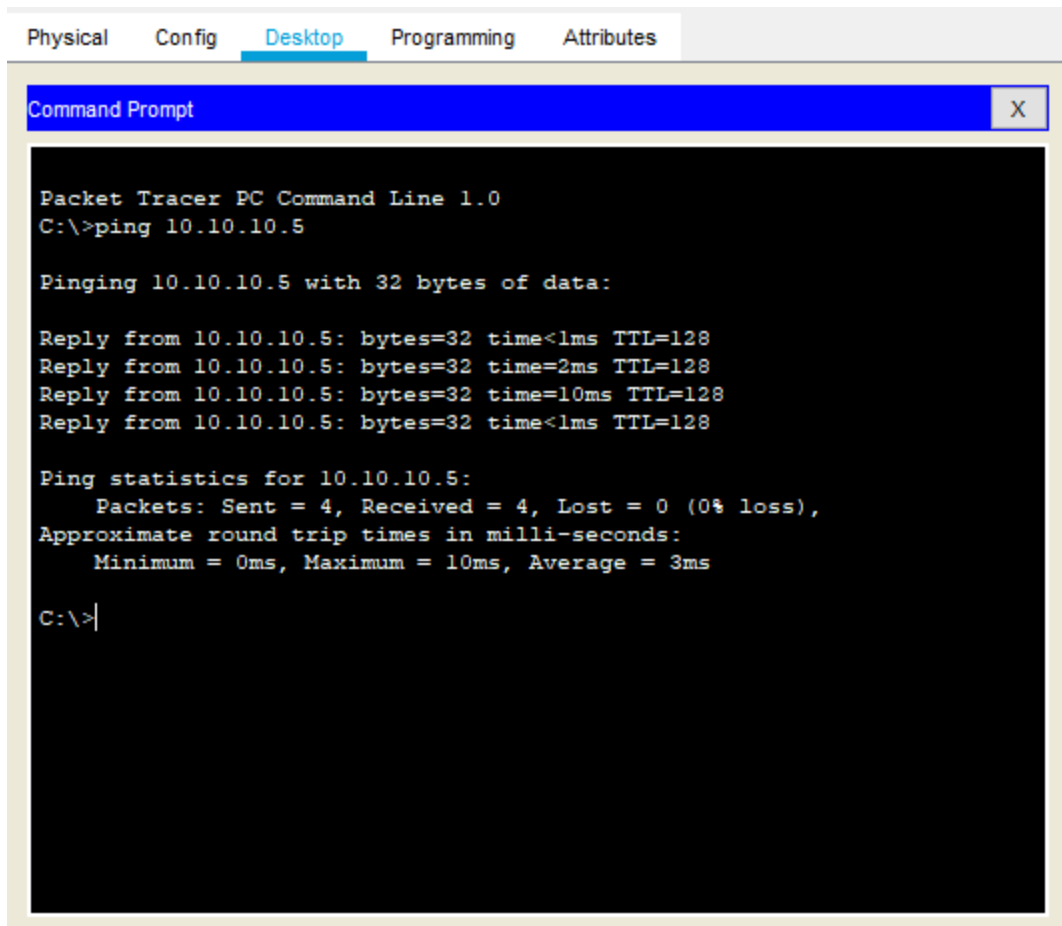 Physical Config Desktop Programming Attributes
Command Prompt X
Packet Tracer PC Command Line 1.0
C:\>ping 10.10.10.5
Pinging 10.10.10.5 with 32 bytes of data:
Reply from 10.10.10.5: bytes=32 time<1ms TTL=128
Reply from 10.10.10.5: bytes=32 time=2ms TTL=128
Reply from 10.10.10.5: bytes=32 time=10ms TTL=128
Reply from 10.10.10.5: bytes=32 time<1ms TTL=128
Ping statistics for 10.10.10.5:
Packets: Sent = 4, Received = 4, Lost = 0 (0% loss),
Approximate round trip times in milli-seconds:
Minimum = 0ms, Maximum = 10ms, Average = 3ms
C:\>